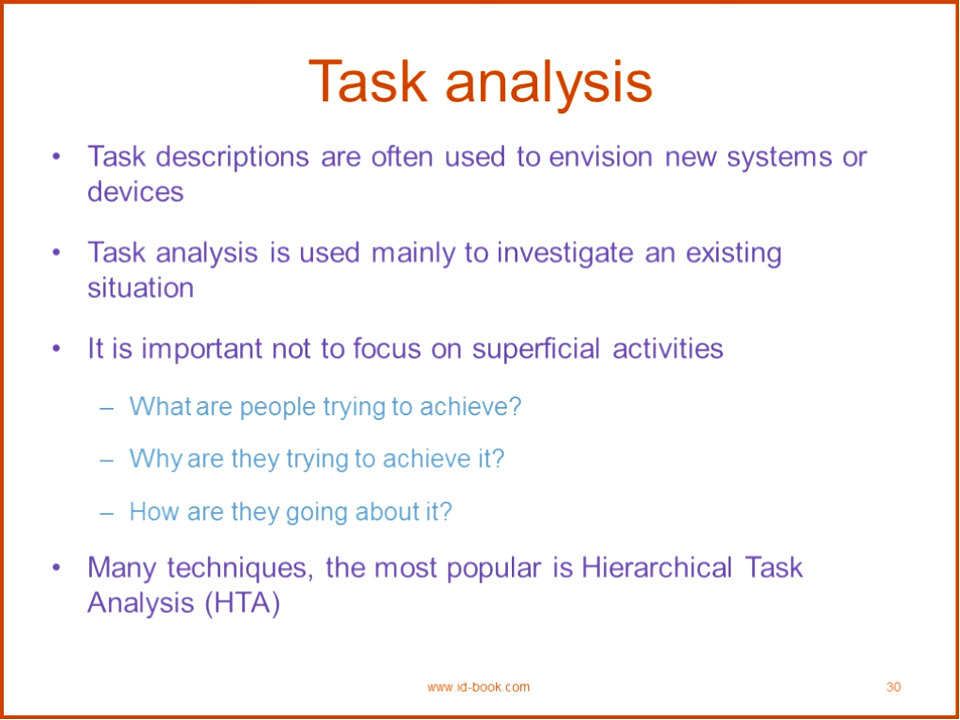 Task analysis
• Task descriptions are often used to envision new systems or
devices
• Task analysis is used mainly to investigate an existing
situation
• It is important not to focus on superficial activities
– What are people trying to achieve?
– Why are they trying to achieve it?
– How are they going about it?
• Many techniques, the most popular is Hierarchical Task
Analysis (HTA)
www.id-book.com
30